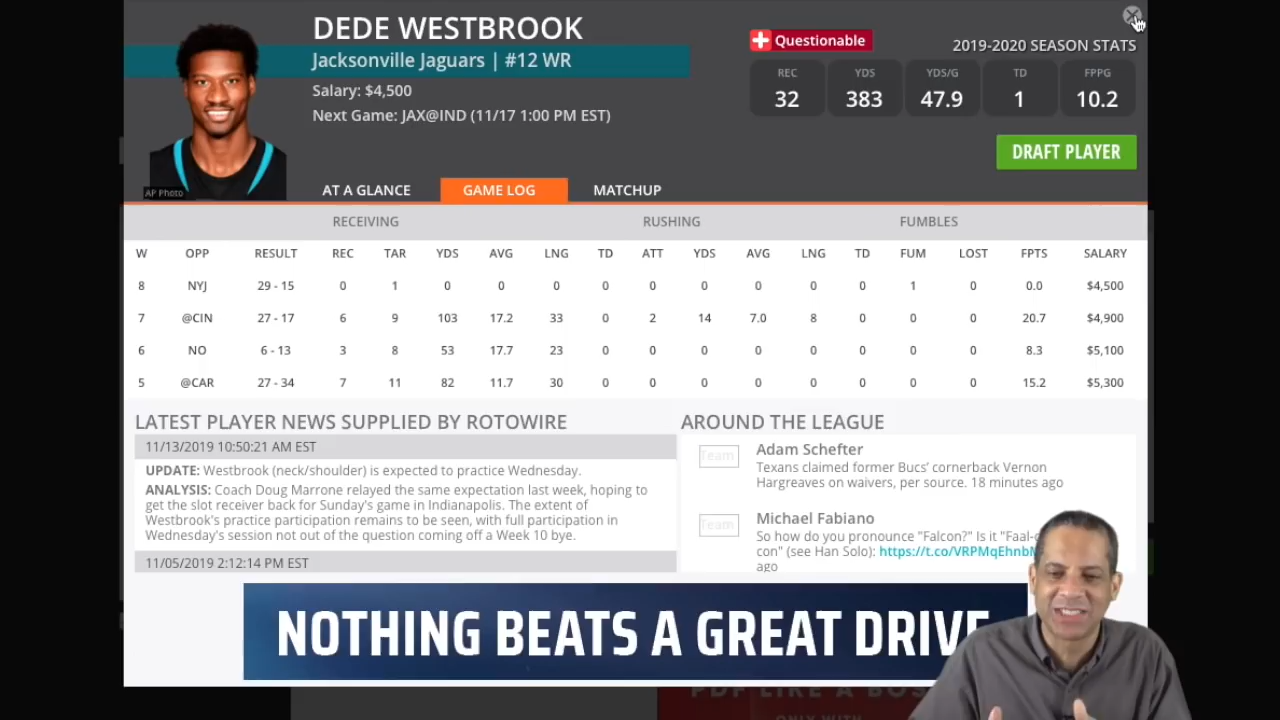 DEDE WESTBROOK
Jacksonville Jaguars | #12 WR
Salary: $4,500
Next Game: JAX@IND (11/17 1:00 PM EST)
AP Photo
Questionable
2019-2020 SEASON STATS
REC YDS YDS/G TD FPPG
32 383 47.9 1 10.2
DRAFT PLAYER
AT A GLANCE GAME LOG MATCHUP
RECEIVING RUSHING FUMBLES
W OPP RESULT REC TAR YDS AVG LNG TD ATT YDS AVG LNG TD FUM LOST FPTS SALARY
8 NYJ 29 - 15 0 1 0 0 0 0 0 0 0 0 0 1 0 0.0 $4,500
7 @CIN 27 - 17 6 9 103 17.2 33 0 2 14 7.0 8 0 0 0 20.7 $4,900
6 NO 6 - 13 3 8 53 17.7 23 0 0 0 0 0 0 0 0 8.3 $5,100
5 @CAR 27 - 34 7 11 82 11.7 30 0 0 0 0 0 0 0 0 15.2 $5,300
LATEST PLAYER NEWS SUPPLIED BY ROTOWIRE
11/13/2019 10:50:21 AM EST
UPDATE: Westbrook (neck/shoulder) is expected to practice Wednesday.
ANALYSIS: Coach Doug Marrone relayed the same expectation last week, hoping to
get the slot receiver back for Sunday's game in Indianapolis. The extent of
Westbrook's practice participation remains to be seen, with full participation in
Wednesday's session not out of the question coming off a Week 10 bye.
11/05/2019 2:12:14 PM EST
AROUND THE LEAGUE
Team
Adam Schefter
Texans claimed former Bucs' cornerback Vernon
Hargreaves on waivers, per source. 18 minutes ago
Team
Michael Fabiano
So how do you pronounce "Falcon?" Is it "Faal-
con" (see Han Solo):
ago
NOTHING BEATS A GREAT DRIVE
PDF LIKE A BOS
ONLY WITH